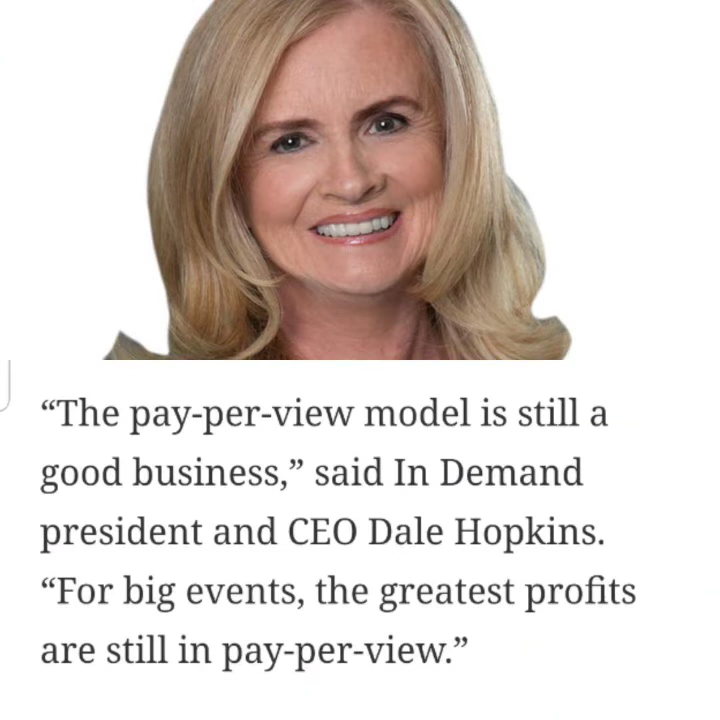 “The pay-per-view model is still a
good business,” said In Demand
president and CEO Dale Hopkins.
“For big events, the greatest profits
are still in pay-per-view.”